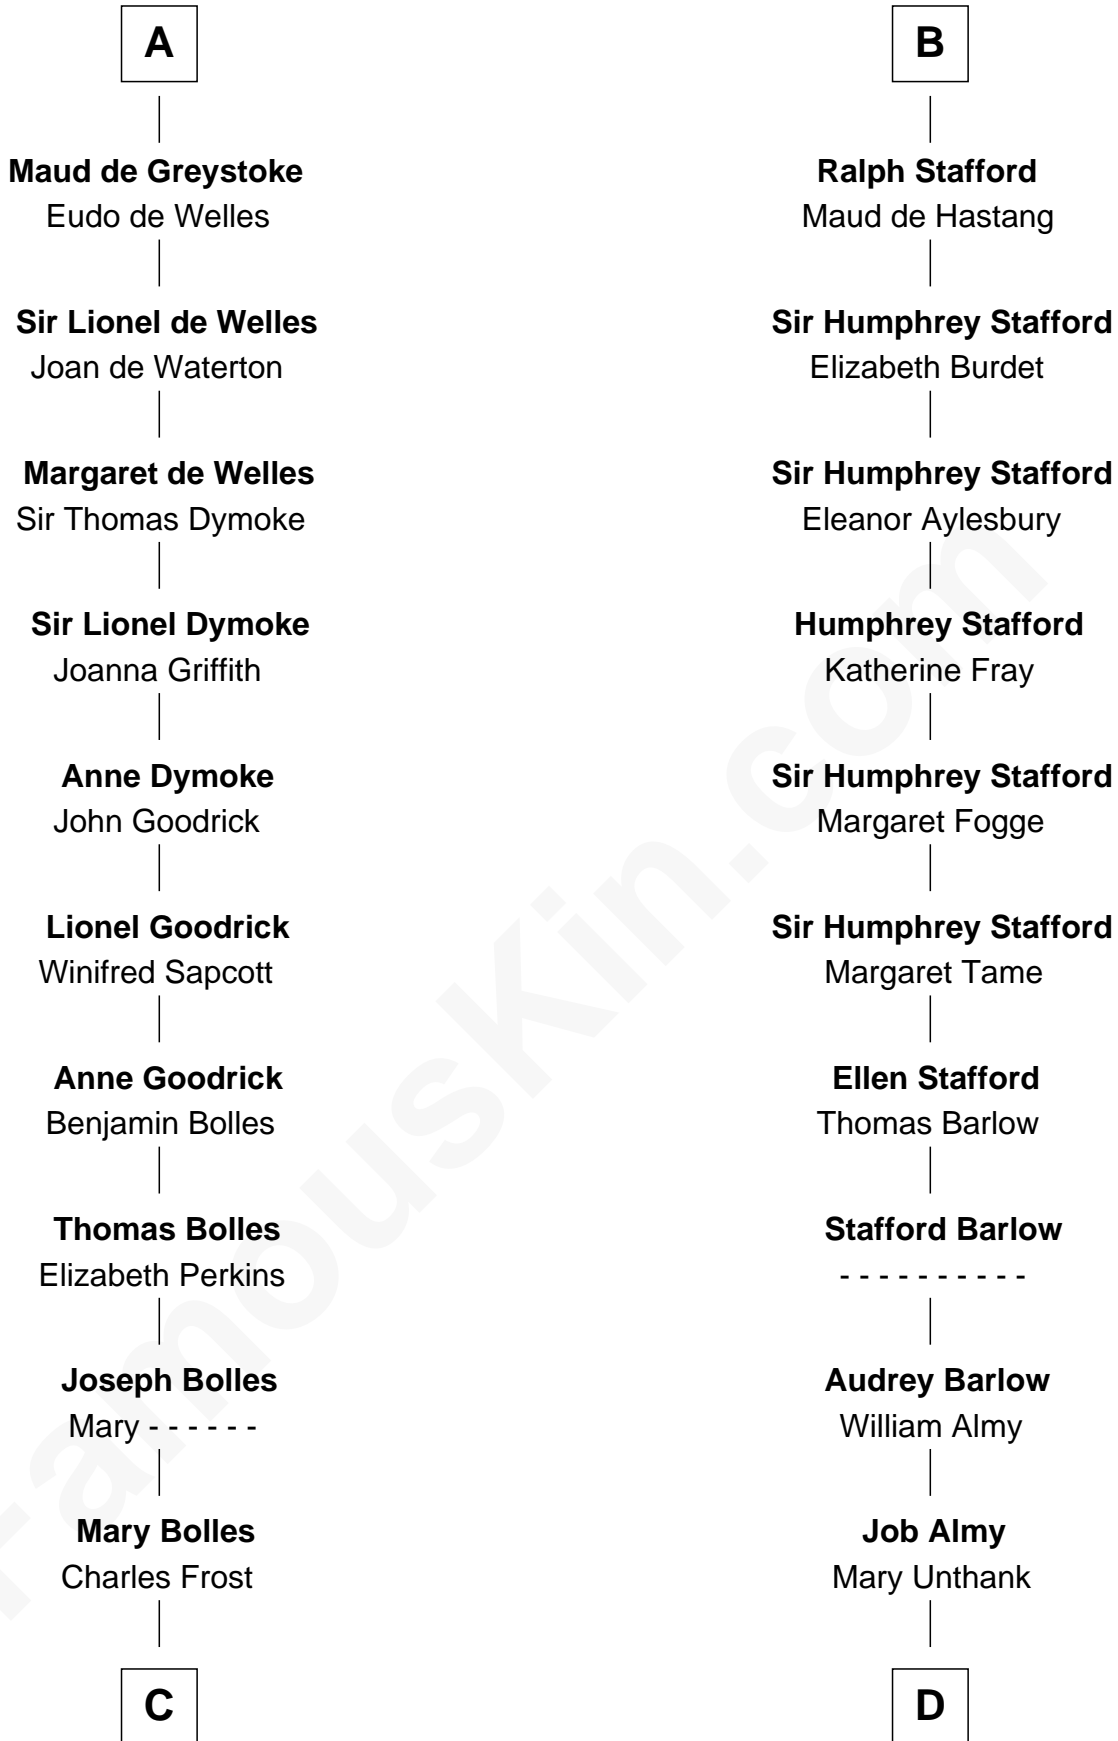 A
Maud de Greystoke
Eudo de Welles
Sir Lionel de Welles
Joan de Waterton
Margaret de Welles
Sir Thomas Dymoke
Sir Lionel Dymoke
Joanna Griffith
Anne Dymoke
John Goodrick
Lionel Goodrick
Winifred Sapcott
Anne Goodrick
Benjamin Bolles
Thomas Bolles
Elizabeth Perkins
Joseph Bolles
Mary - - - - - -
Mary Bolles
Charles Frost
C
B
Ralph Stafford
Maud de Hastang
Sir Humphrey Stafford
Elizabeth Burdet
Sir Humphrey Stafford
Eleanor Aylesbury
Humphrey Stafford
Katherine Fray
Sir Humphrey Stafford
Margaret Fogge
Sir Humphrey Stafford
Margaret Tame
Ellen Stafford
Thomas Barlow
Stafford Barlow
- - - - - - - - - -
Audrey Barlow
William Almy
Job Almy
Mary Unthank
D
FamousKin.com